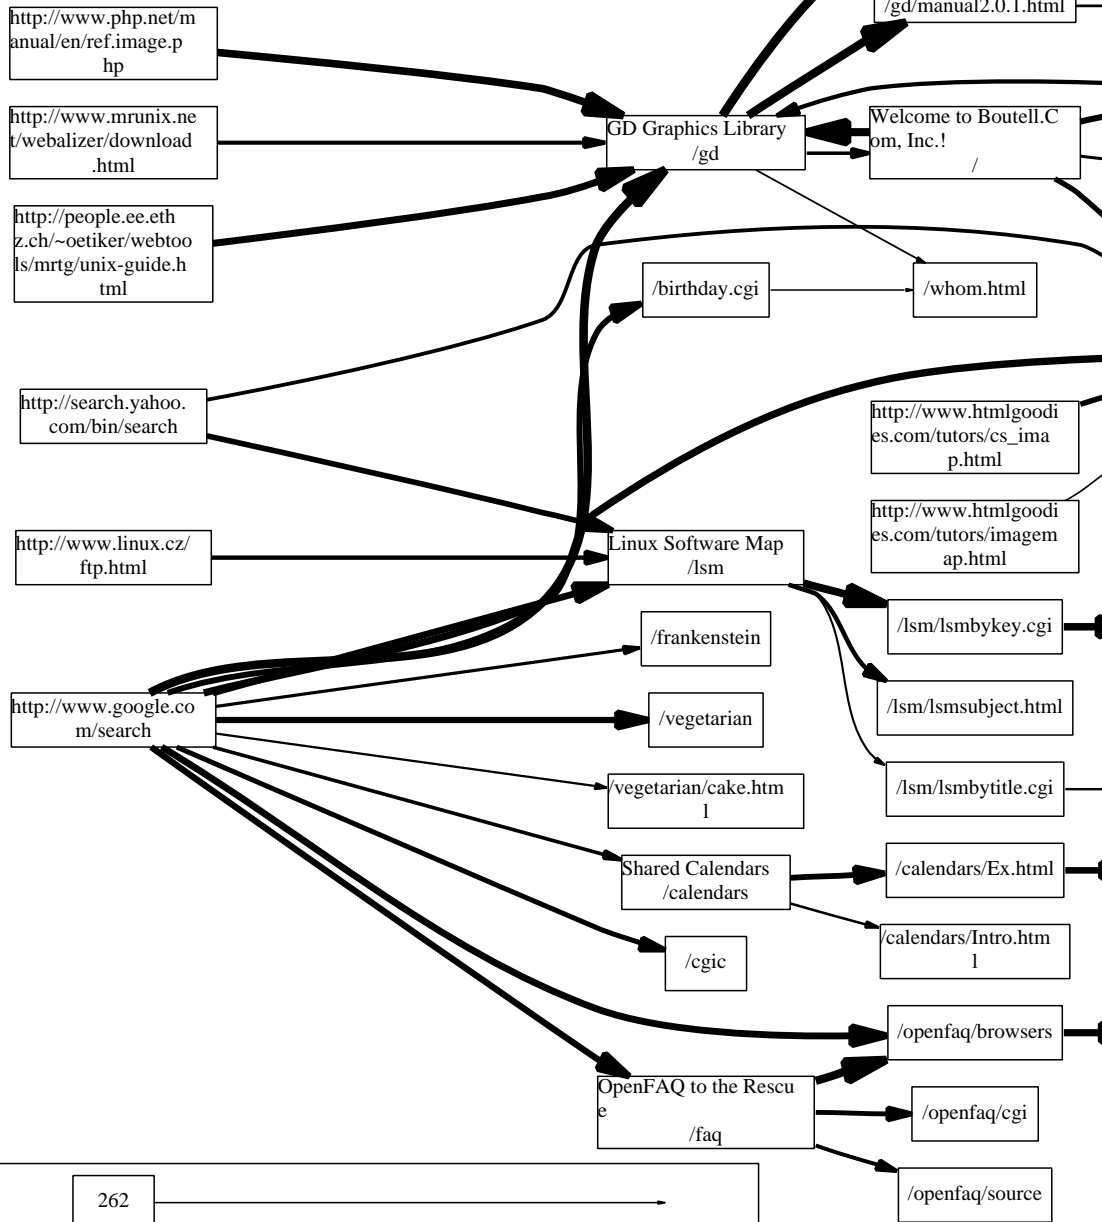 http://www.php.net/m
anual/en/ref.image.p
hp
http://www.mrunix.ne
t/webalizer/download
.html
http://people.ee.eth
z.ch/~oetiker/webtoo
ls/mrtg/unix-guide.h
tml
http://search.yahoo.
com/bin/search
http://www.linux.cz/
ftp.html
http://www.google.co
m/search
GD Graphics Library
/gd
/birthday.cgi
Linux Software Map
/lsm
/frankenstein
/vegetarian
/vegetarian/cake.htm
l
Shared Calendars
/calendars
/cgic
OpenFAQ to the Rescu
e
/faq
/gd/manual2.0.1.html
Welcome to Boutell.C
om, Inc.!
/
/whom.html
http://www.htmlgoodi
es.com/tutors/cs_ima
p.html
http://www.htmlgoodi
es.com/tutors/imagem
ap.html
/lsm/lsmbykey.cgi
/lsm/lsmsubject.html
/lsm/lsmbytitle.cgi
/calendars/Ex.html
/calendars/Intro.htm
l
/openfaq/browsers
/openfaq/cgi
/openfaq/source
262